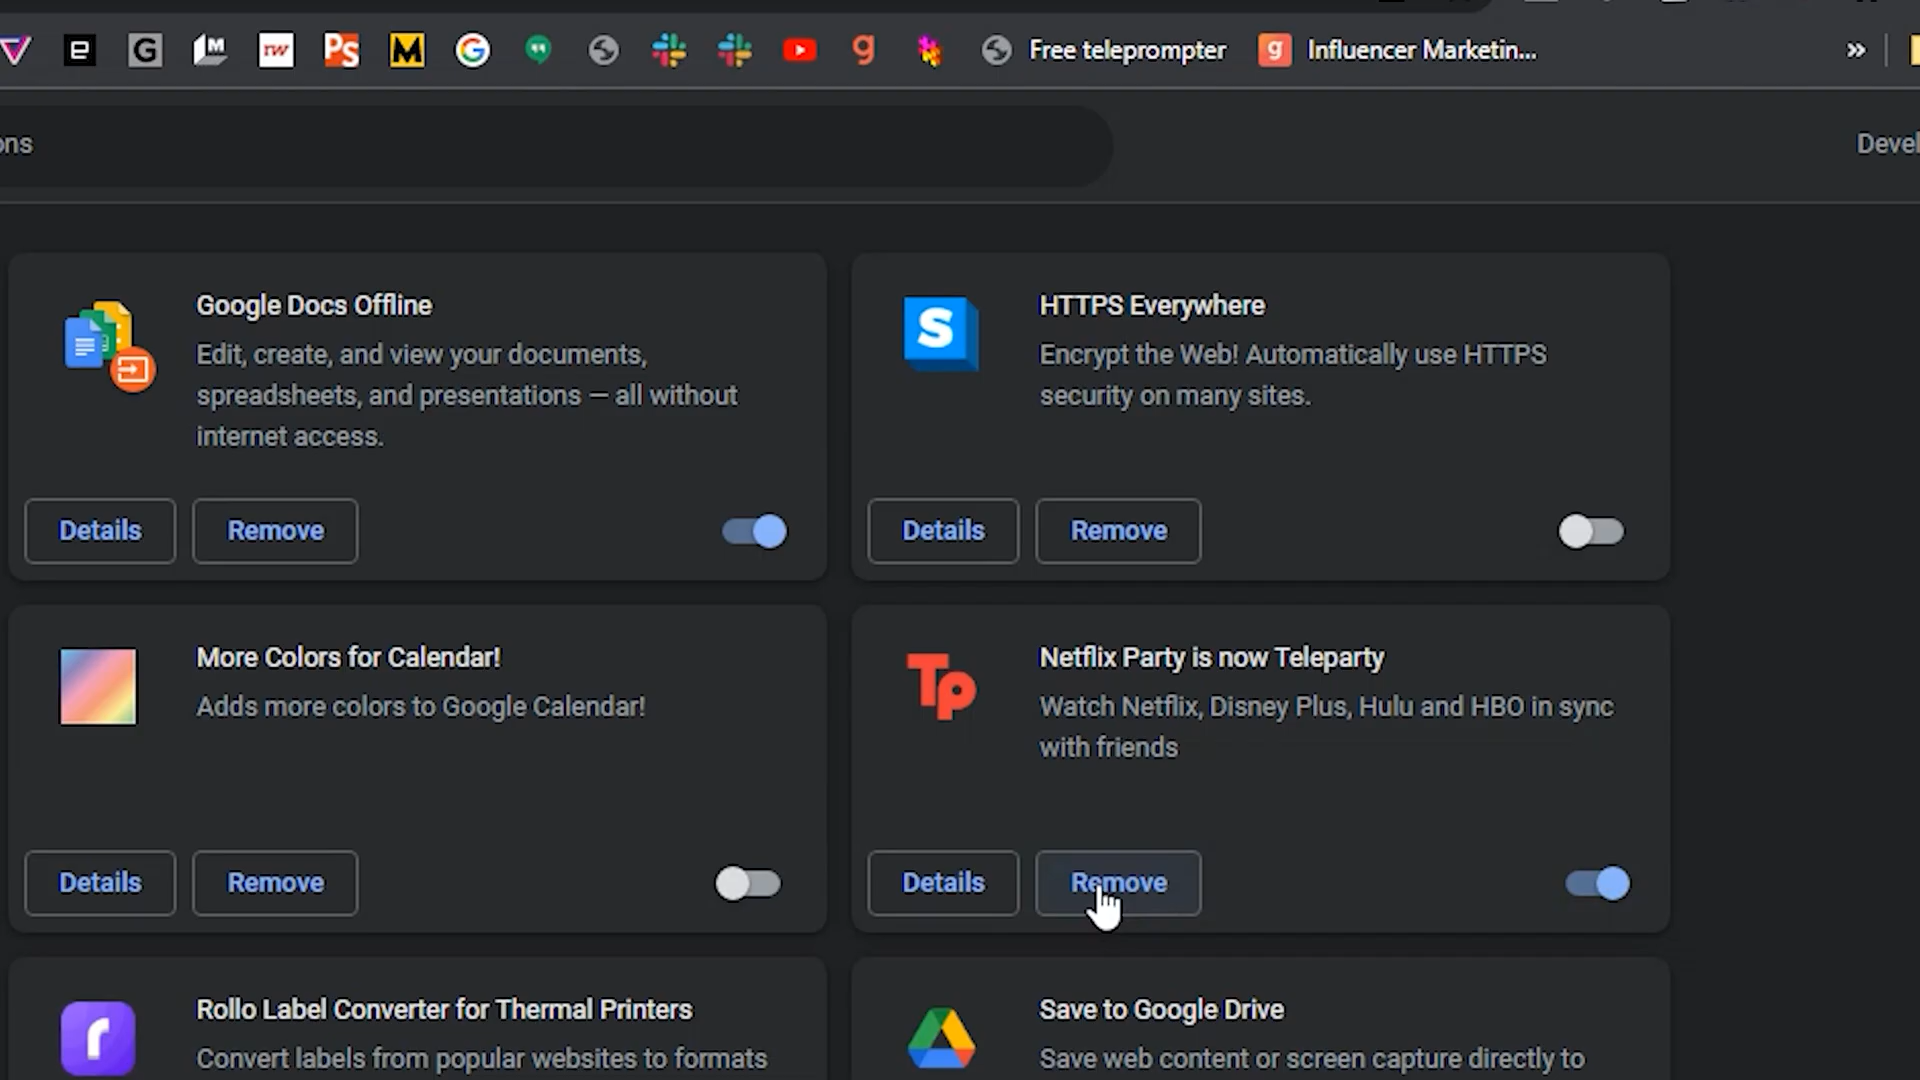 e G M rw Ps M G g Free teleprompter g Influencer Marketin... »
ons
Devel
Google Docs Offline
Edit, create, and view your documents,
spreadsheets, and presentations — all without
internet access.
Details Remove
S
HTTPS Everywhere
Encrypt the Web! Automatically use HTTPS
security on many sites.
Details Remove
More Colors for Calendar!
Adds more colors to Google Calendar!
Details Remove
Tp
Netflix Party is now Teleparty
Watch Netflix, Disney Plus, Hulu and HBO in sync
with friends
Details Remove
r
Rollo Label Converter for Thermal Printers
Convert labels from popular websites to formats
Save to Google Drive
Save web content or screen capture directly to